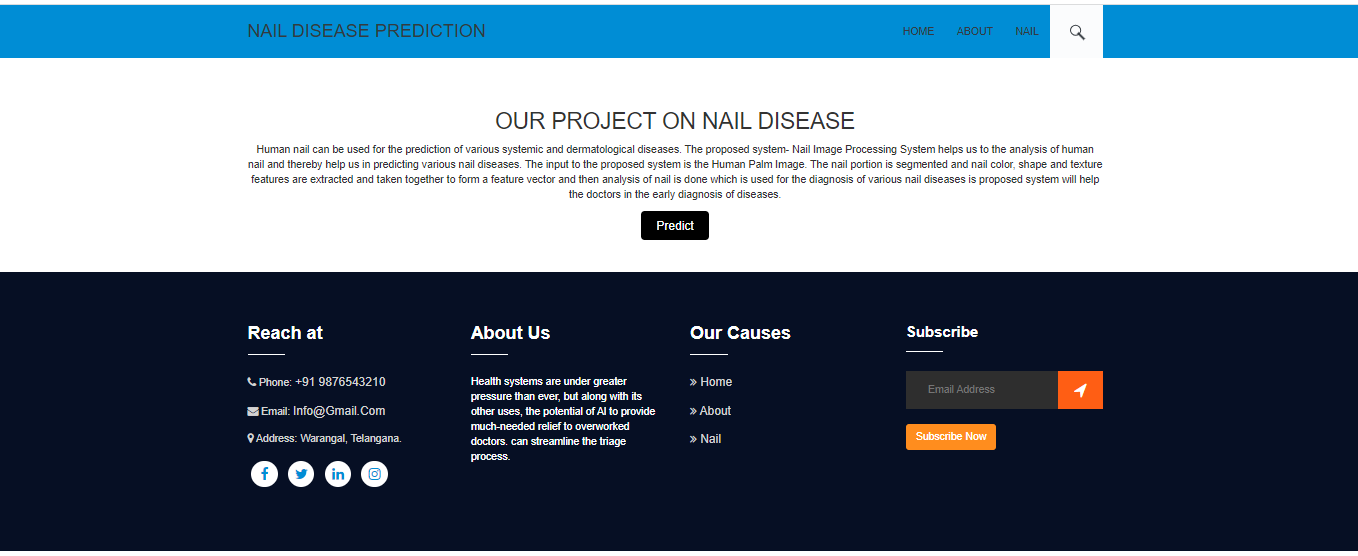 NAIL DISEASE PREDICTION
HOME ABOUT NAIL
OUR PROJECT ON NAIL DISEASE
Human nail can be used for the prediction of various systemic and dermatological diseases. The proposed system- Nail Image Processing System helps us to the analysis of human
nail and thereby help us in predicting various nail diseases. The input to the proposed system is the Human Palm Image. The nail portion is segmented and nail color, shape and texture
features are extracted and taken together to form a feature vector and then analysis of nail is done which is used for the diagnosis of various nail diseases is proposed system will help
the doctors in the early diagnosis of diseases.
Predict
Reach at
Phone: +91 9876543210
Email: Info@Gmail.Com
Address: Warangal, Telangana.
About Us
Health systems are under greater
pressure than ever, but along with its
other uses, the potential of AI to provide
much-needed relief to overworked
doctors. can streamline the triage
process.
Our Causes
» Home
» About
» Nail
Subscribe
Email Address
Subscribe Now